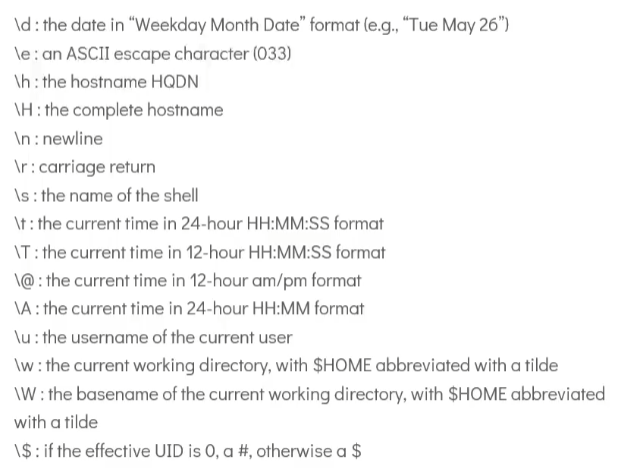 \d : the date in “Weekday Month Date” format (e.g., “Tue May 26”)
\e : an ASCII escape character (033)
\h : the hostname HQDN
\H : the complete hostname
\n : newline
\r : carriage return
\s : the name of the shell
\t : the current time in 24-hour HH:MM:SS format
\T : the current time in 12-hour HH:MM:SS format
\@ : the current time in 12-hour am/pm format
\A : the current time in 24-hour HH:MM format
\u : the username of the current user
\w : the current working directory, with $HOME abbreviated with a tilde
\W : the basename of the current working directory, with $HOME abbreviated
with a tilde
\$ : if the effective UID is 0, a #, otherwise a $